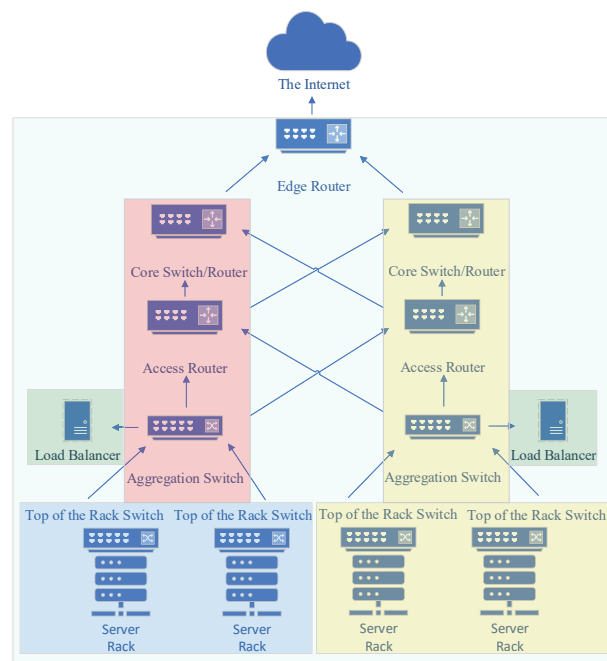 The Internet
Edge Router
Core Switch/Router
Core Switch/Router
Access Router
Access Router
Load Balancer
Load Balancer
Aggregation Switch
Aggregation Switch
Top of the Rack Switch
Top of the Rack Switch
Top of the Rack Switch
Top of the Rack Switch
Server
Rack
Server
Rack
Server
Rack
Server
Rack